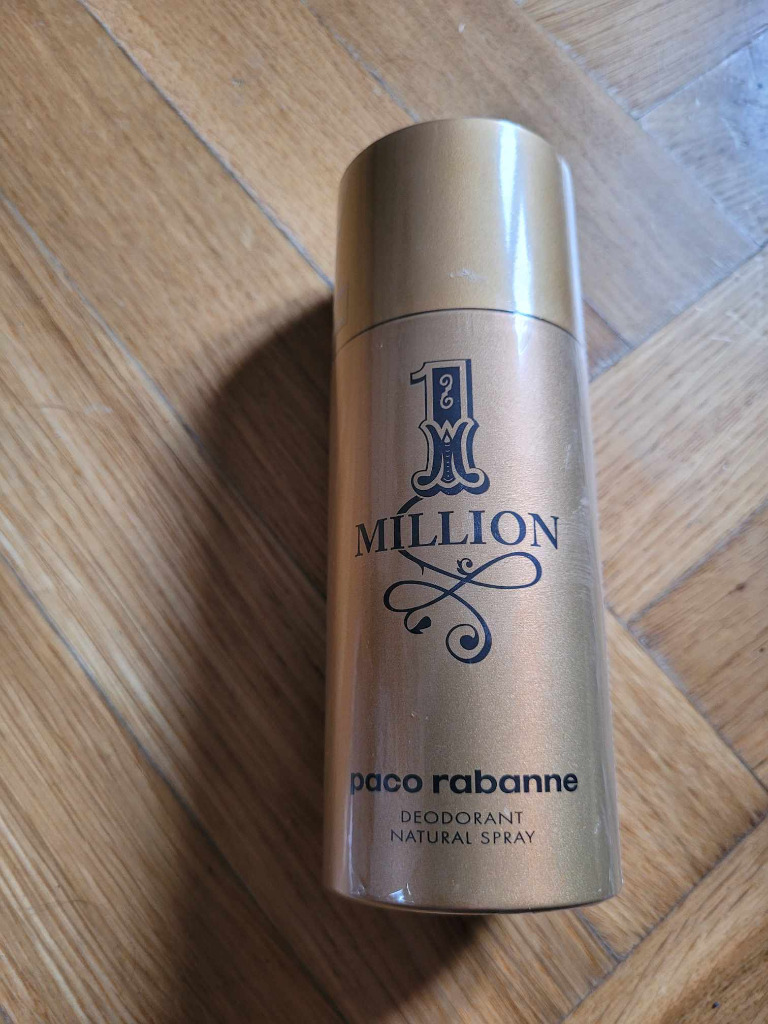 1
MILLION
paco rabanne
DEODORANT
NATURAL SPRAY